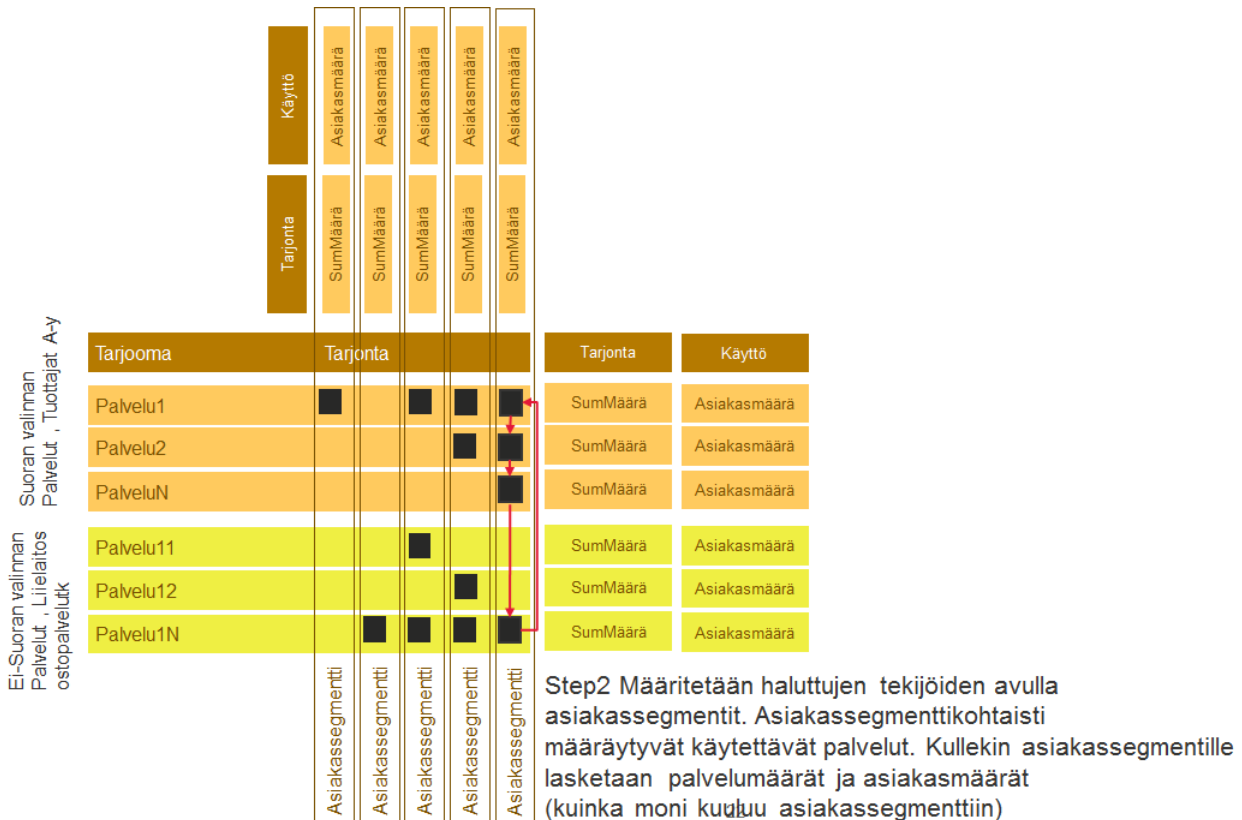 Käyttö
Asiakasmäärä
Asiakasmäärä
Asiakasmäärä
Asiakasmäärä
Asiakasmäärä
Tarjonta
SumMäärä
SumMäärä
SumMäärä
SumMäärä
SumMäärä
Suoran valinnan
Palvelut , Tuottajat A-y
Tarjooma Tarjonta Tarjonta Käyttö
Palvelu1 SumMäärä Asiakasmäärä
Palvelu2 SumMäärä Asiakasmäärä
PalveluN SumMäärä Asiakasmäärä
Ei-Suoran valinnan
Palvelut , Liielaitos
ostopalvelutk
Palvelu11 SumMäärä Asiakasmäärä
Palvelu12 SumMäärä Asiakasmäärä
Palvelu1N SumMäärä Asiakasmäärä
Asiakassegmentti
Asiakassegmentti
Asiakassegmentti
Asiakassegmentti
Asiakassegmentti
Step2 Määritetään haluttujen tekijöiden avulla
asiakassegmentit. Asiakassegmenttikohtaisti
määräytyvät käytettävät palvelut. Kullekin asiakassegmentille
lasketaan palvelumäärät ja asiakasmäärät
(kuinka moni kuuluu asiakassegmenttiin)